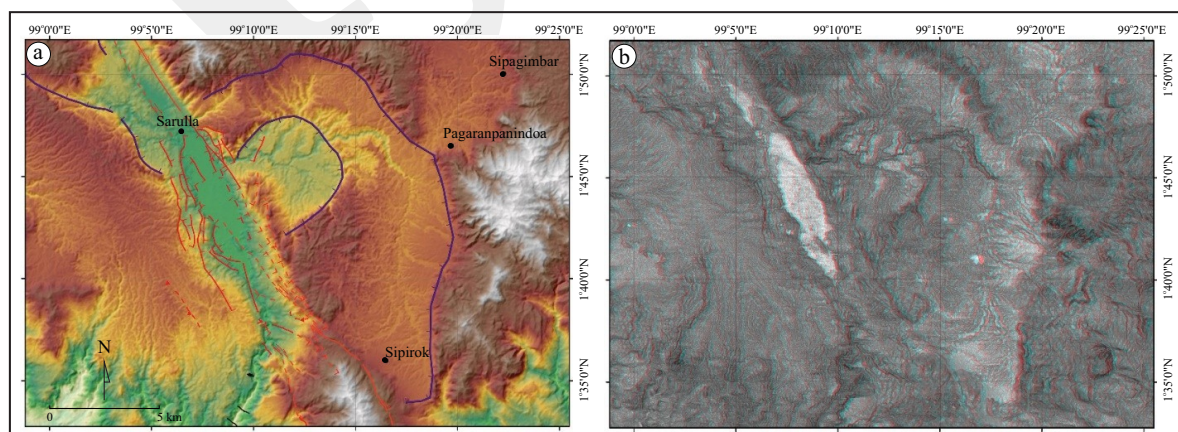 99°0'0"E 99°5'0"E 99°10'0"E 99°15'0"E 99°20'0"E 99°25'0"E
a
Sipagimbar
Sarulla
Pagaranpanindoa
Sipirok
N
0 5 km
1°50'0"N
1°45'0"N
1°40'0"N
1°35'0"N
99°0'0"E 99°5'0"E 99°10'0"E 99°15'0"E 99°20'0"E 99°25'0"E
b
1°50'0"N
1°45'0"N
1°40'0"N
1°35'0"N